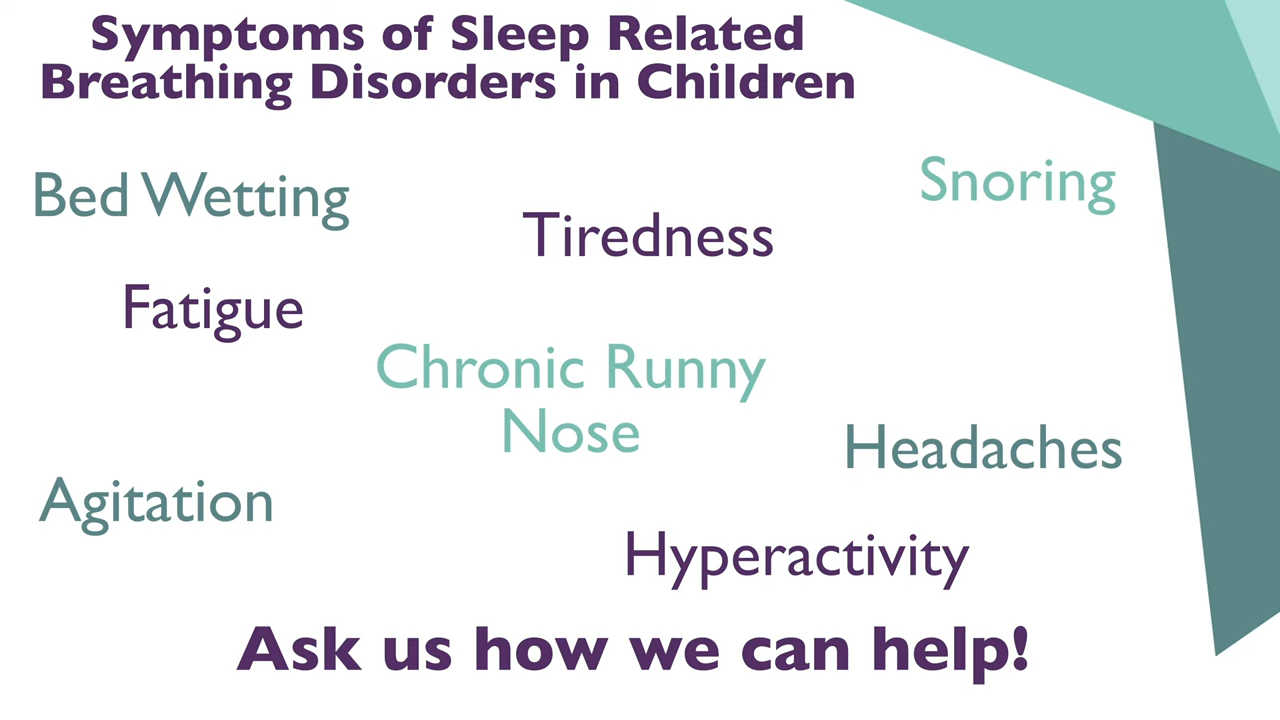 Symptoms of Sleep Related
Breathing Disorders in Children
Snoring
Bed Wetting
Tiredness
Fatigue
Chronic Runny
Nose
Headaches
Agitation
Hyperactivity
Ask us how we can help!